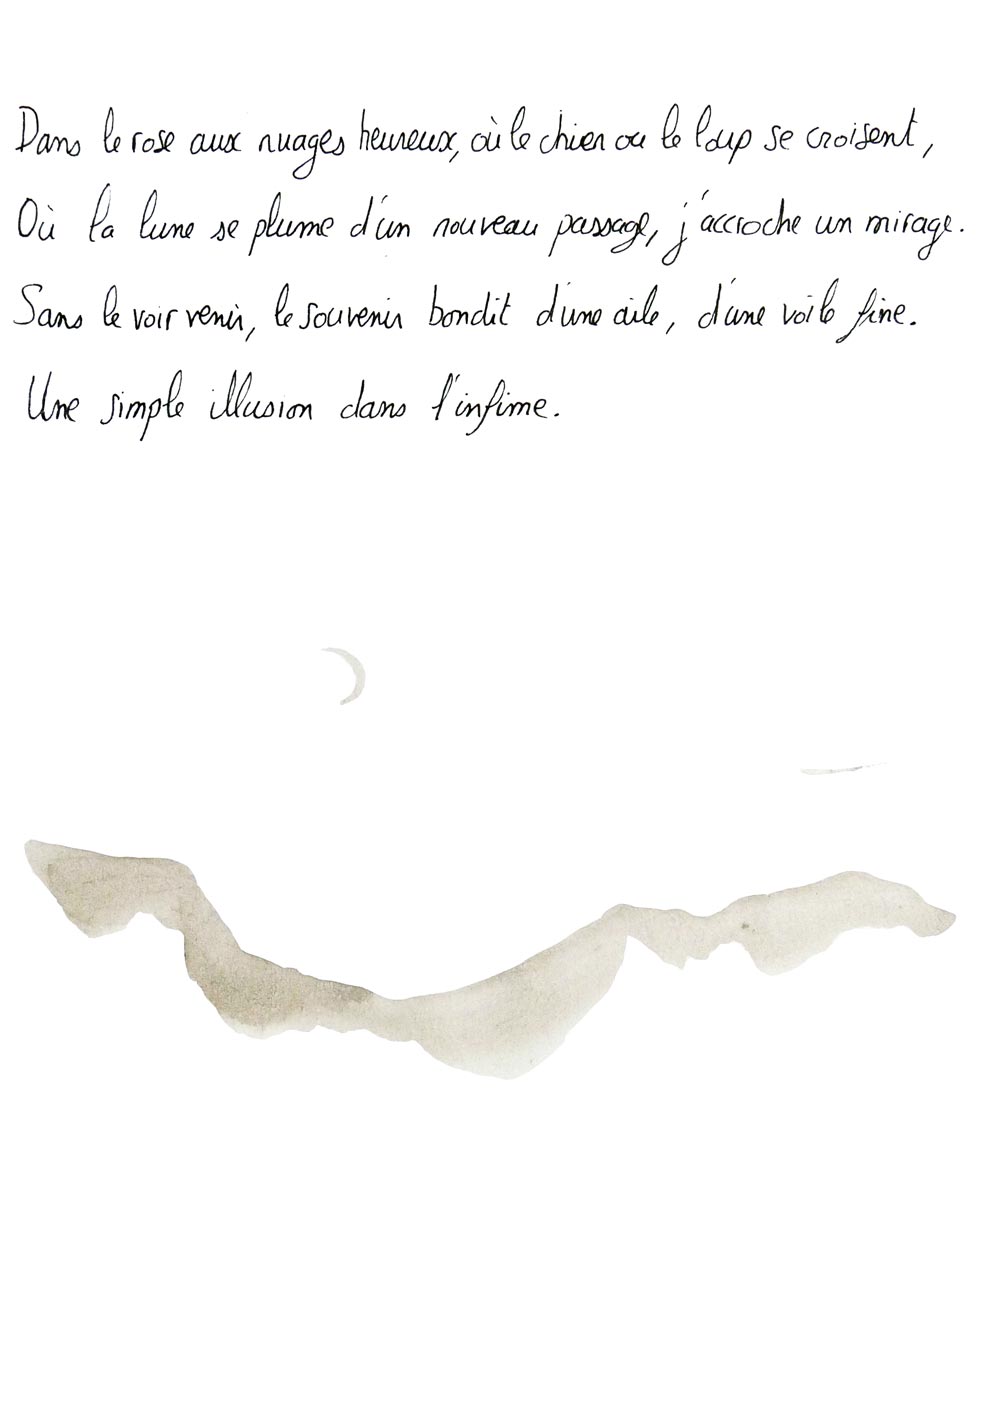 Dans le rose aux nuages heureux, où le chien ou le loup se croisent,
Où la lune se plume d'un nouveau passage, j'accroche un mirage.
Sans le voir venir, le souvenir bondit d'une aile, d'une voile fine.
Une simple illusion dans l'infime.